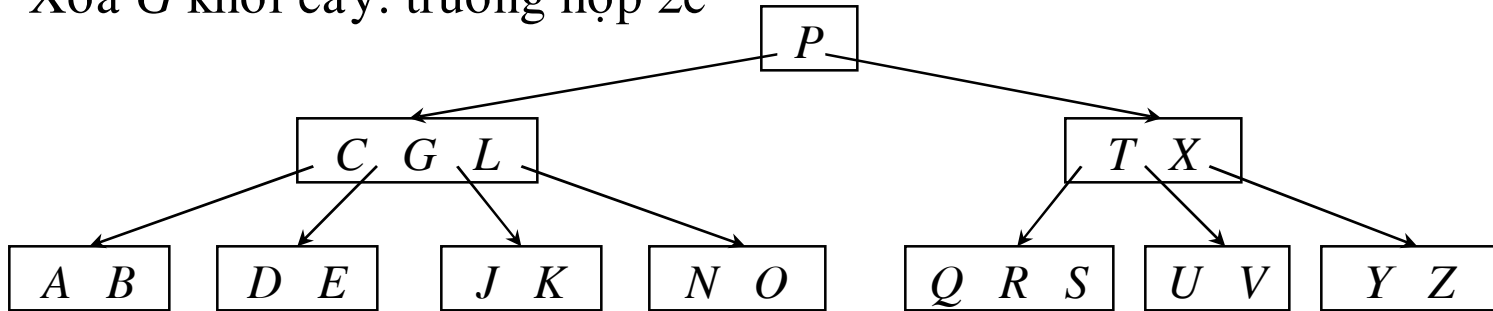 Xóa G khỏi cây: trường hợp 2c
P
C G L
T X
A B
D E
J K
N O
Q R S
U V
Y Z